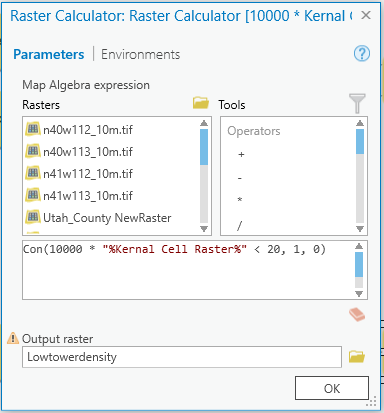 Raster Calculator: Raster Calculator [10000 * Kernal (
Parameters Environments
Map Algebra expression
Rasters Tools
n40w112_10m.tif
n40w113_10m.tif
n41w112_10m.tif
n41w113_10m.tif
Utah_County NewRaster
Operators
+
-
*
/
Con(10000 * "%Kernal Cell Raster%" < 20, 1, 0)
Output raster
Lowtowerdensity
OK